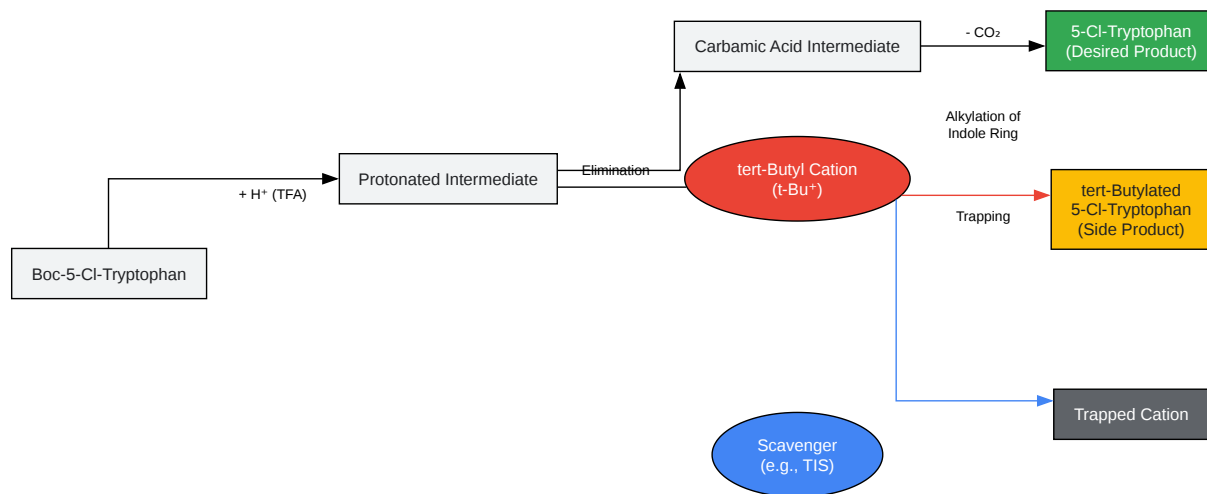 Carbamic Acid Intermediate
- CO₂
5-Cl-Tryptophan
(Desired Product)
Alkylation of
Indole Ring
+ H⁺ (TFA)
Protonated Intermediate
Elimination
tert-Butyl Cation
(t-Bu⁺)
Trapping
tert-Butylated
5-Cl-Tryptophan
(Side Product)
Boc-5-Cl-Tryptophan
Trapped Cation
Scavenger
(e.g., TIS)